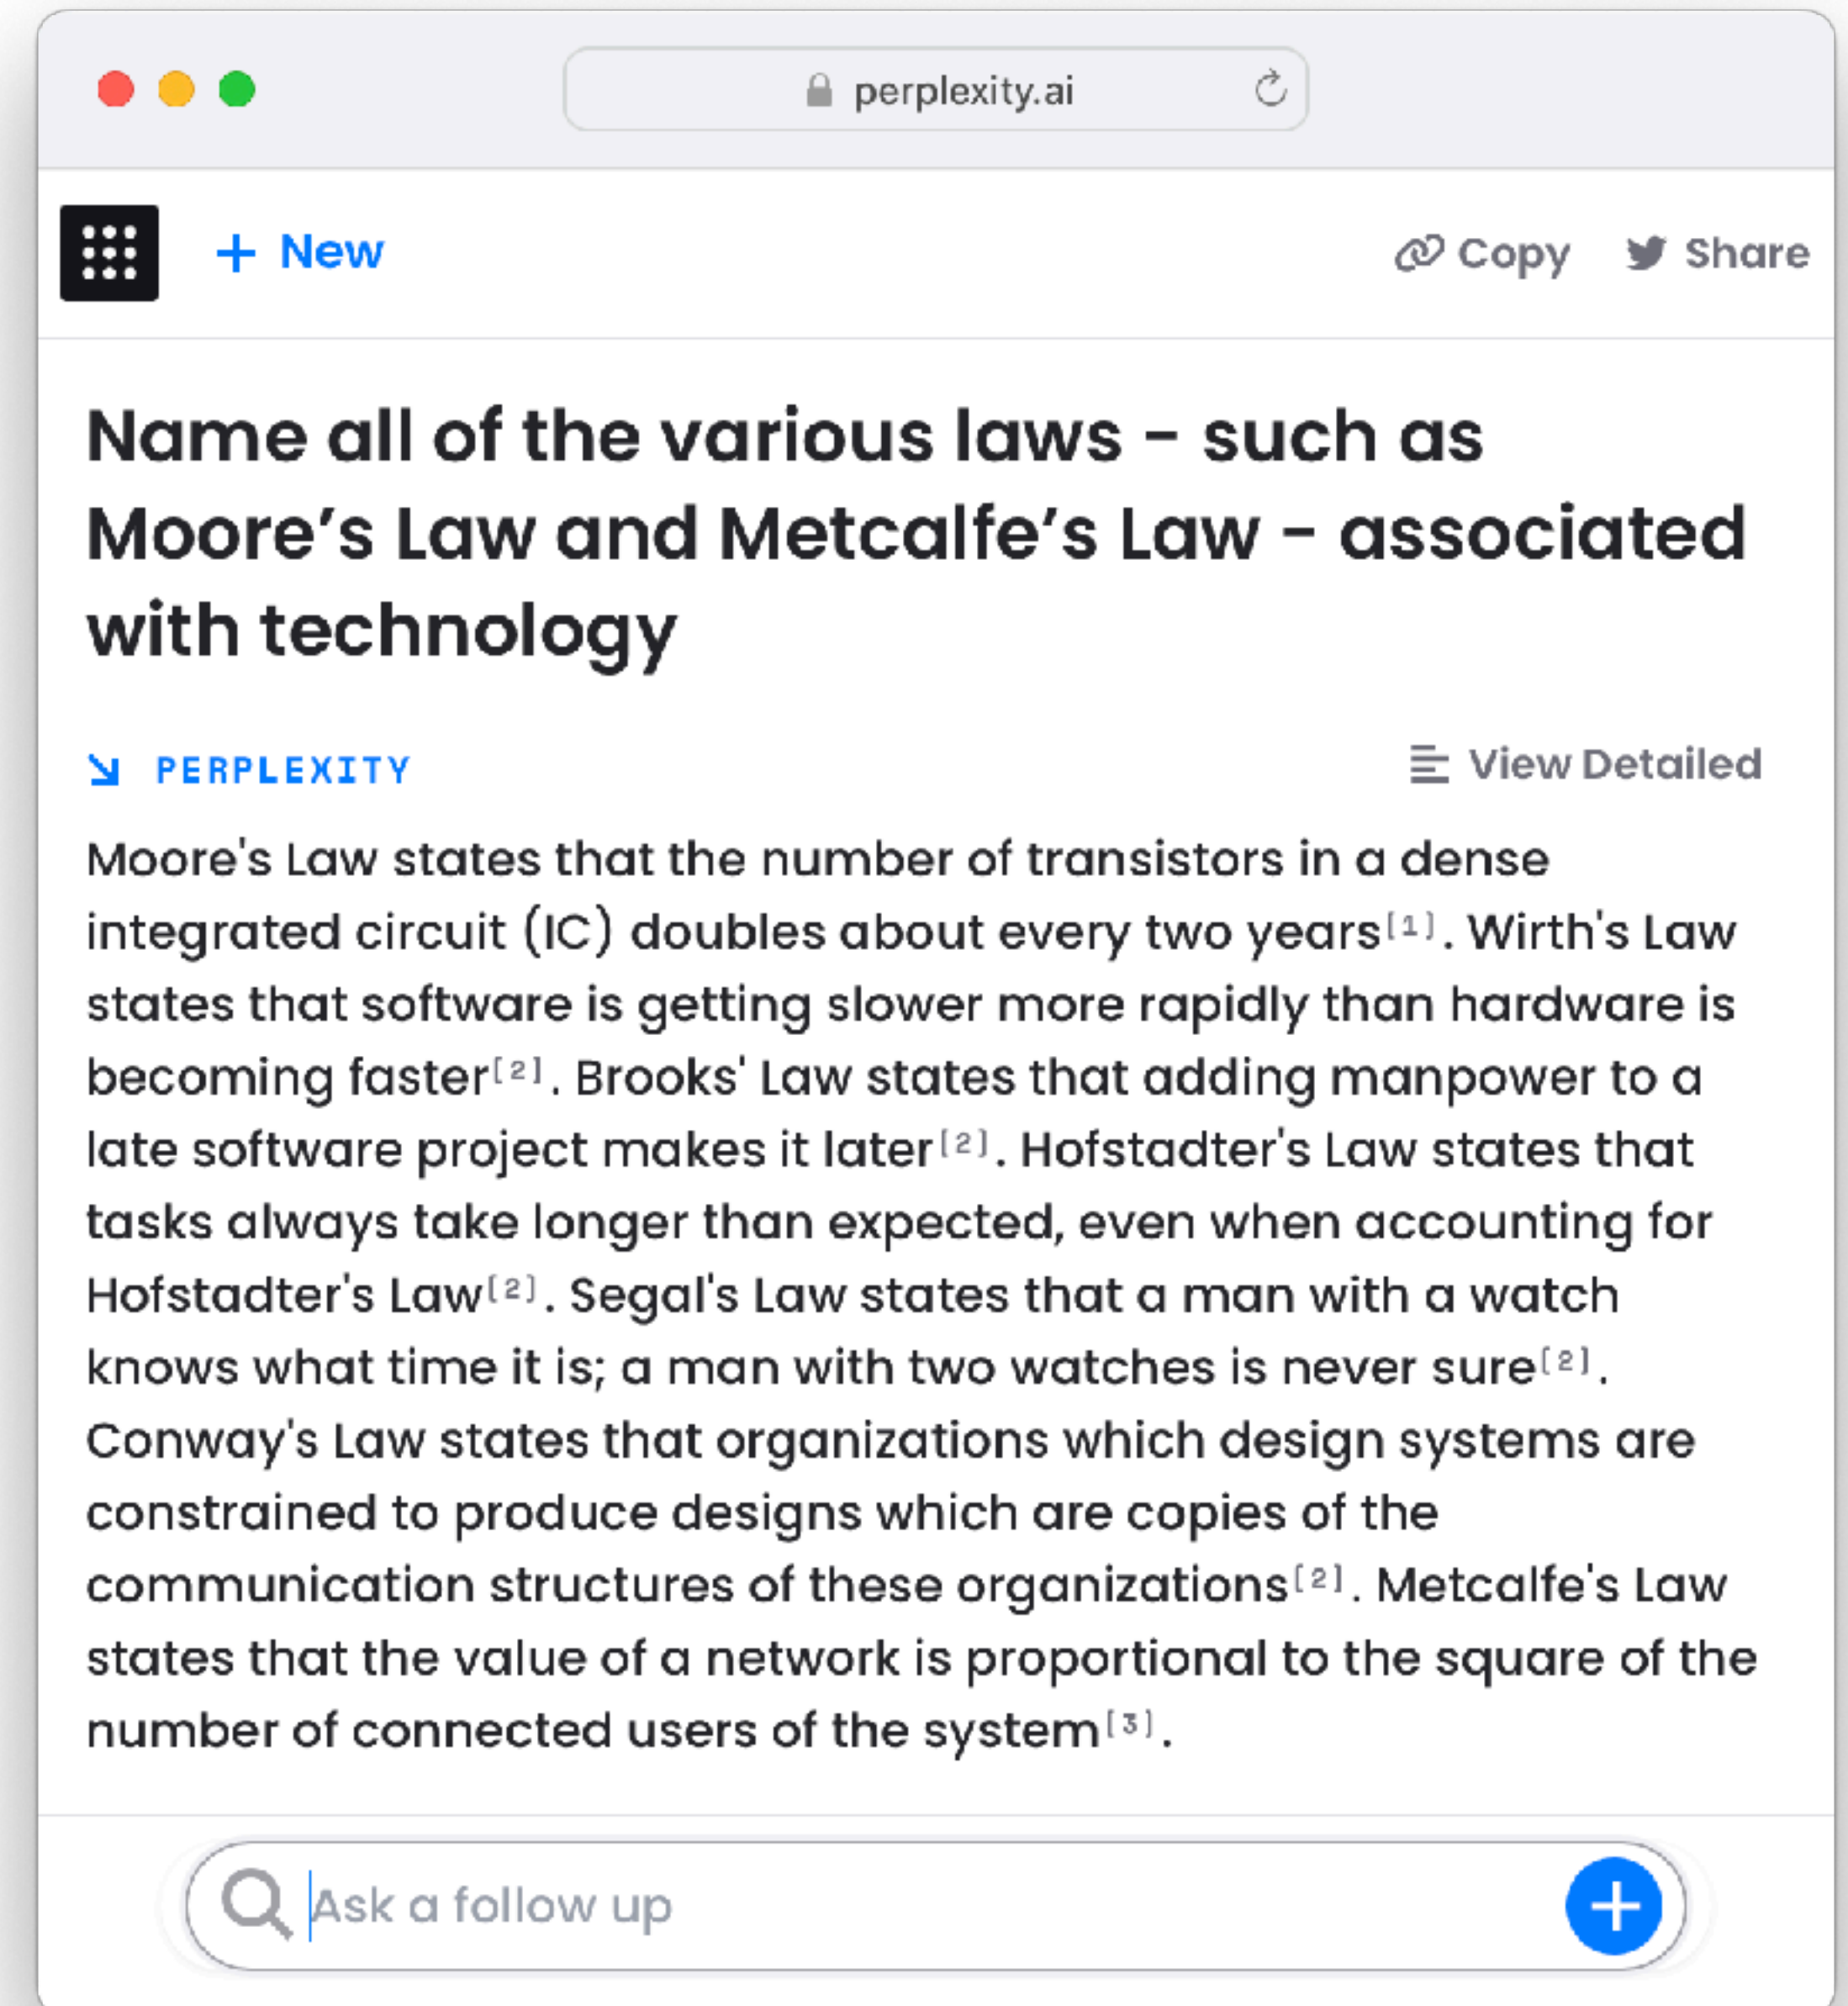 perplexity.ai
+ New
Copy
Share
Name all of the various laws - such as
Moore’s Law and Metcalfe’s Law - associated
with technology
PERPLEXITY
View Detailed
Moore's Law states that the number of transistors in a dense
integrated circuit (IC) doubles about every two years[1]. Wirth's Law
states that software is getting slower more rapidly than hardware is
becoming faster[2]. Brooks' Law states that adding manpower to a
late software project makes it later[2]. Hofstadter's Law states that
tasks always take longer than expected, even when accounting for
Hofstadter's Law[2]. Segal's Law states that a man with a watch
knows what time it is; a man with two watches is never sure[2].
Conway's Law states that organizations which design systems are
constrained to produce designs which are copies of the
communication structures of these organizations[2]. Metcalfe's Law
states that the value of a network is proportional to the square of the
number of connected users of the system[3].
Ask a follow up